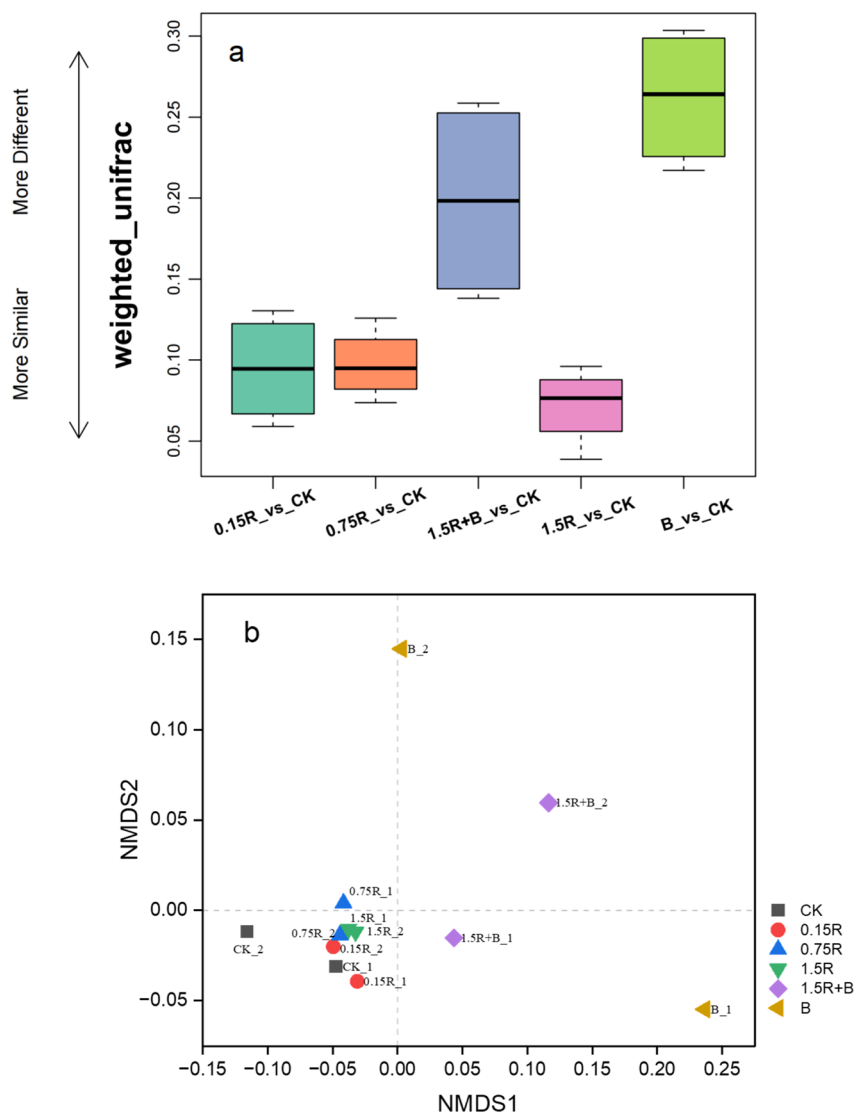 a
More Different
More Similar
weighted_unifrac
0.30
0.25
0.20
0.15
0.10
0.05
0.15R_vs_CK
0.75R_vs_CK
1.5R+B_vs_CK
1.5R_vs_CK
B_vs_CK
b
NMDS2
0.15
0.10
0.05
0.00
−0.05
B_2
1.5R+B_2
0.75R_1
1.5R_1
0.75R_2
1.5R_2
CK_2
0.15R_2
1.5R+B_1
CK_1
0.15R_1
B_1
CK
0.15R
0.75R
1.5R
1.5R+B
B
−0.15
−0.10
−0.05
0.00
0.05
0.10
0.15
0.20
0.25
NMDS1